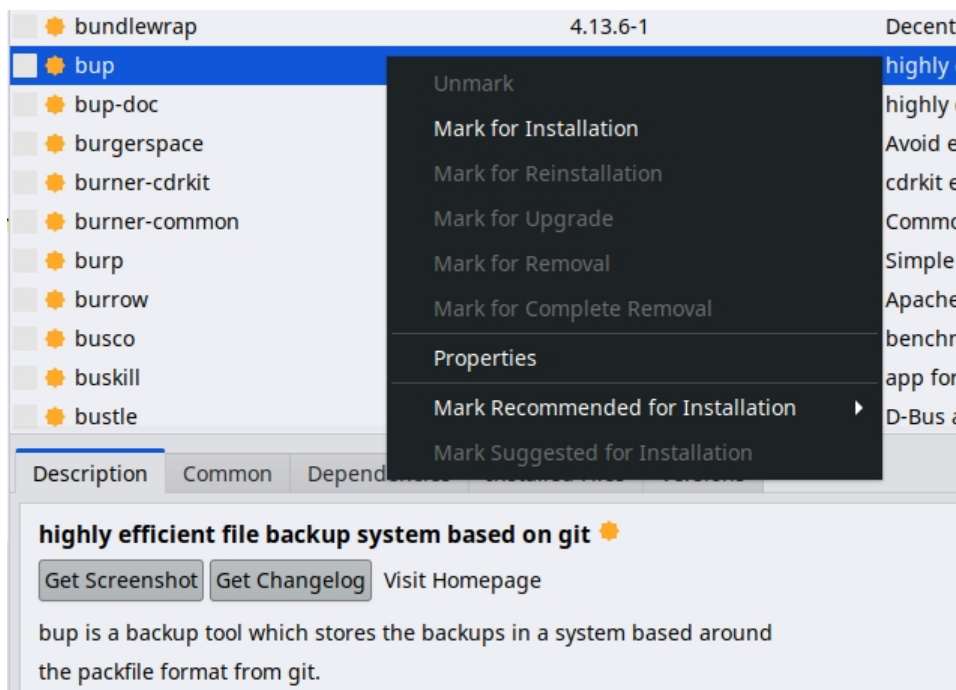 bundlewrap 4.13.6-1 Decent
bup highly
bup-doc highly
burgerspace Avoid e
burner-cdrkit cdrkit e
burner-common Commo
burp Simple
burrow Apache
busco benchr
buskill app for
bustle D-Bus a
Unmark
Mark for Installation
Mark for Reinstallation
Mark for Upgrade
Mark for Removal
Mark for Complete Removal
Properties
Mark Recommended for Installation
Mark Suggested for Installation
Description Common Dependencies Installed Files Versions
highly efficient file backup system based on git
Get Screenshot Get Changelog Visit Homepage
bup is a backup tool which stores the backups in a system based around
the packfile format from git.